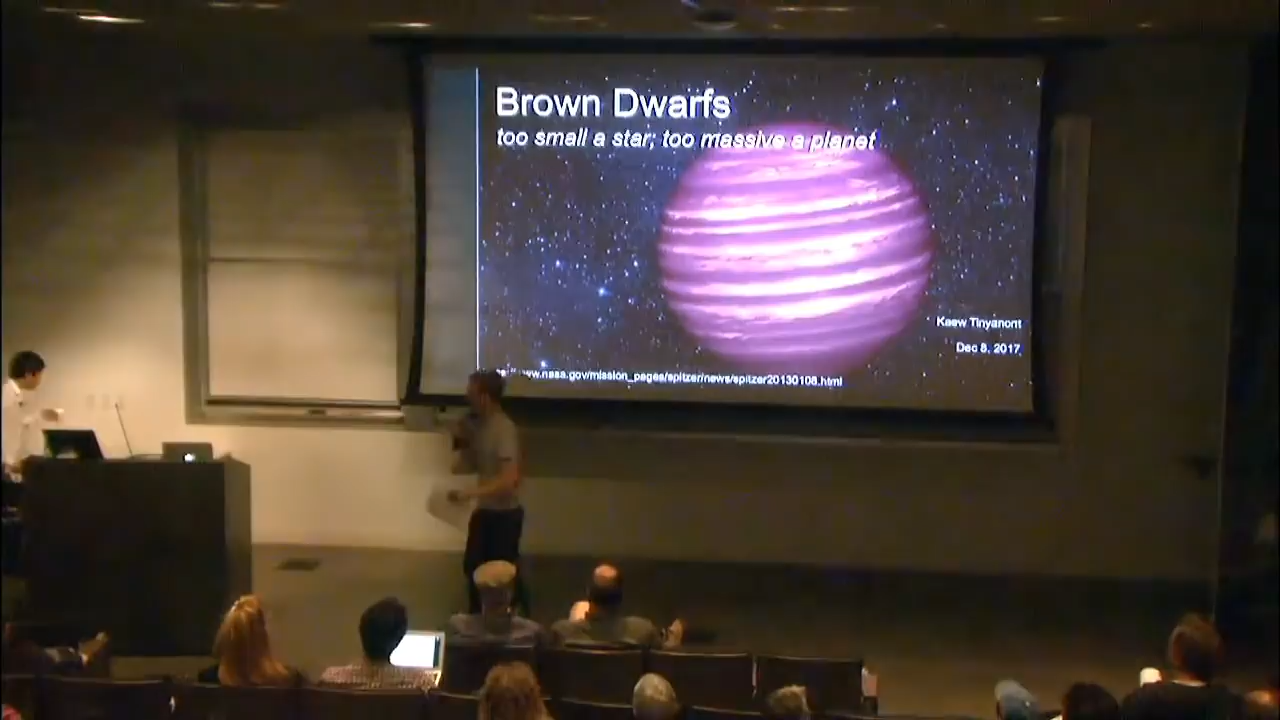 Brown Dwarfs
too small a star; too massive a planet
Kaew Tinyanont
Dec 8, 2017
www.nasa.gov/mission_pages/spitzer/news/spitzer20130108.html